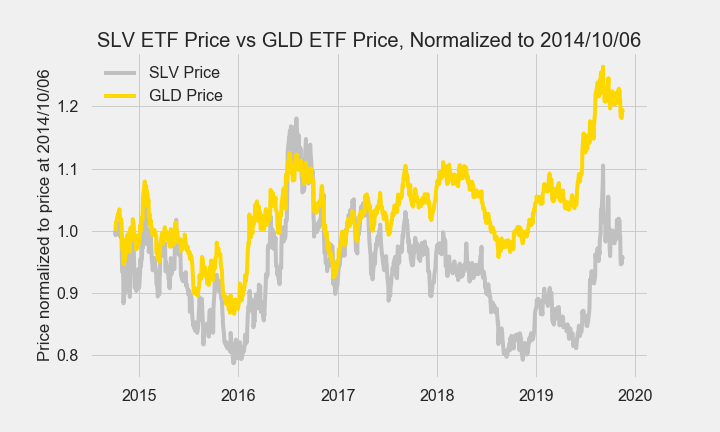 SLV ETF Price vs GLD ETF Price, Normalized to 2014/10/06
SLV Price
GLD Price
Price normalized to price at 2014/10/06
1.2
1.1
1.0
0.9
0.8
2015 2016 2017 2018 2019 2020